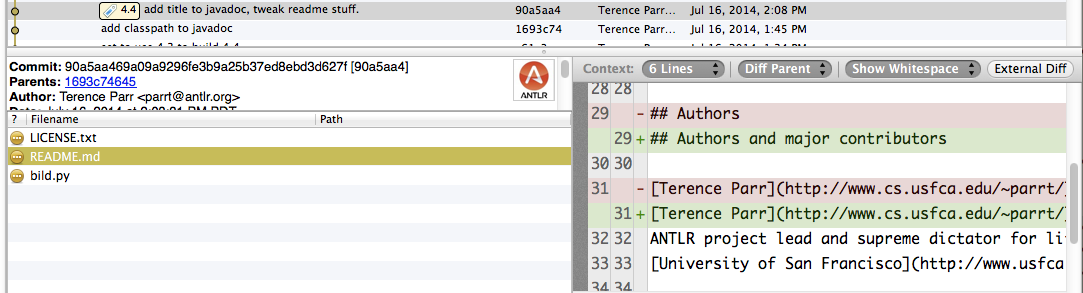 4.4 add title to javadoc, tweak readme stuff. 90a5aa4 Terence Parr... Jul 16, 2014, 2:08 PM
add classpath to javadoc 1693c74 Terence Parr... Jul 16, 2014, 1:45 PM
Commit: 90a5aa469a09a9296fe3b9a25b37ed8ebd3d627f [90a5aa4]
Parents: 1693c74645
Author: Terence Parr <parrt@antlr.org>
ANTLR
? Filename Path
LICENSE.txt
README.md
bild.py
Context: 6 Lines Diff Parent Show Whitespace External Diff
28 28
29 - ## Authors
29 + ## Authors and major contributors
30 30
31 - [Terence Parr](http://www.cs.usfca.edu/~parrt/
31 + [Terence Parr](http://www.cs.usfca.edu/~parrt/
32 32 ANTLR project lead and supreme dictator for li
33 33 [University of San Francisco](http://www.usfca
34 34